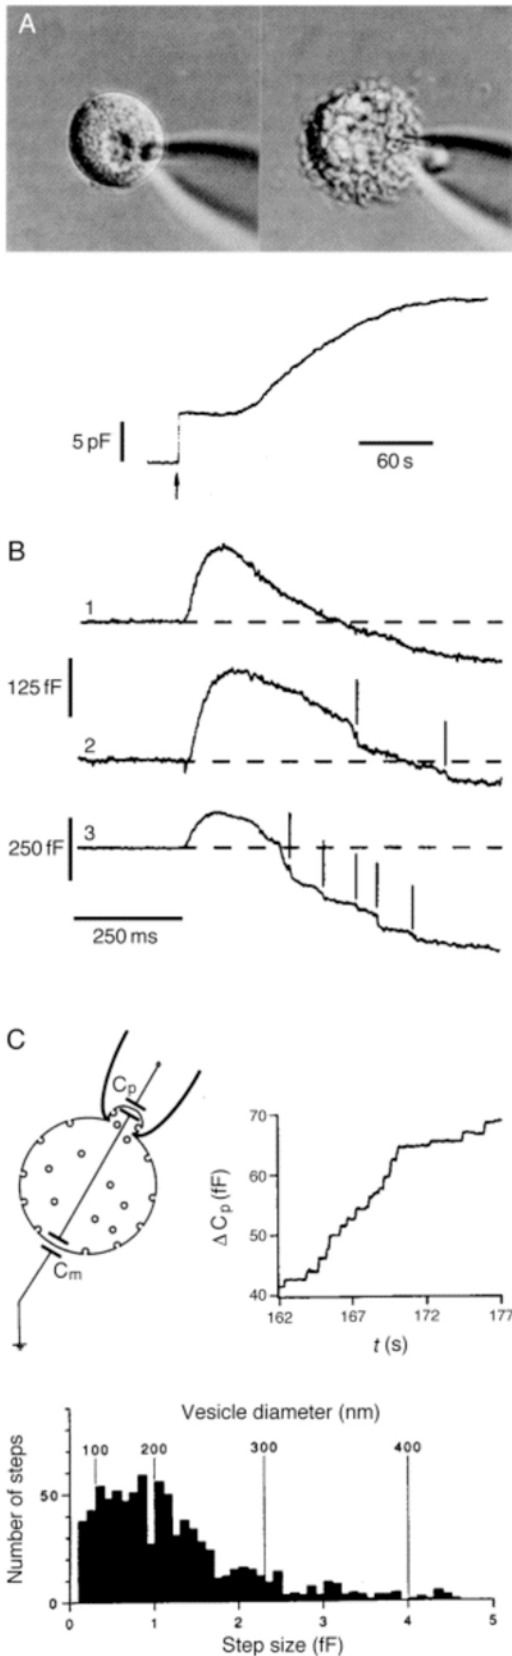 A
5 pF
60 s
B
1
125 fF
2
3
250 fF
250 ms
C
Cp
Cm
70
60
50
40
Δ Cp (fF)
162
167
172
177
t (s)
Vesicle diameter (nm)
100
200
300
400
Number of steps
50
0
0
1
2
3
4
5
Step size (fF)